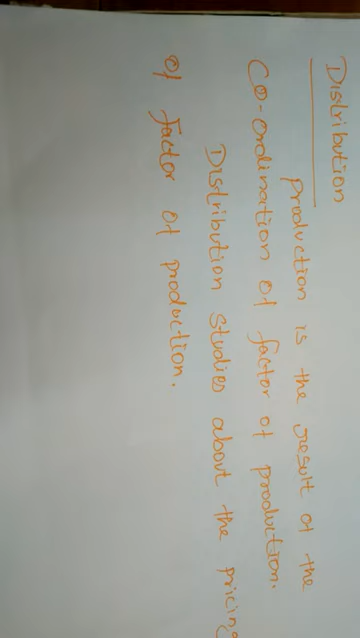 Distribution
production is the result of the
Co-ordination of factor of production.
Distribution studies about the pricing
of factor of production.